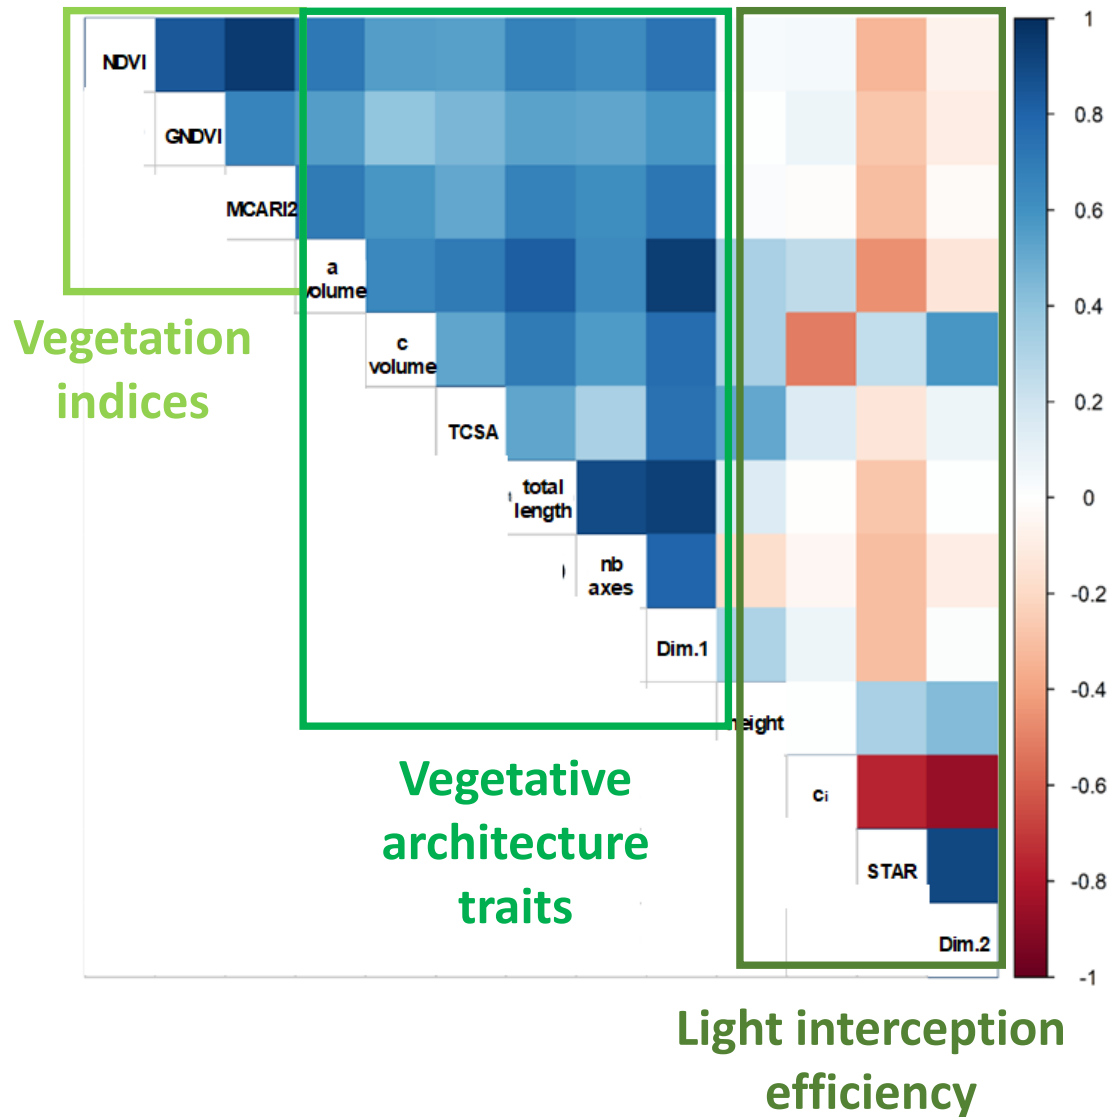 NDVI
GNDVI
MCARI2
a
volume
c
volume
TCSA
total
length
nb
axes
Dim.1
height
ci
STAR
Dim.2
1
0.8
0.6
0.4
0.2
0
-0.2
-0.4
-0.6
-0.8
-1
Vegetation
indices
Vegetative
architecture
traits
Light interception
efficiency